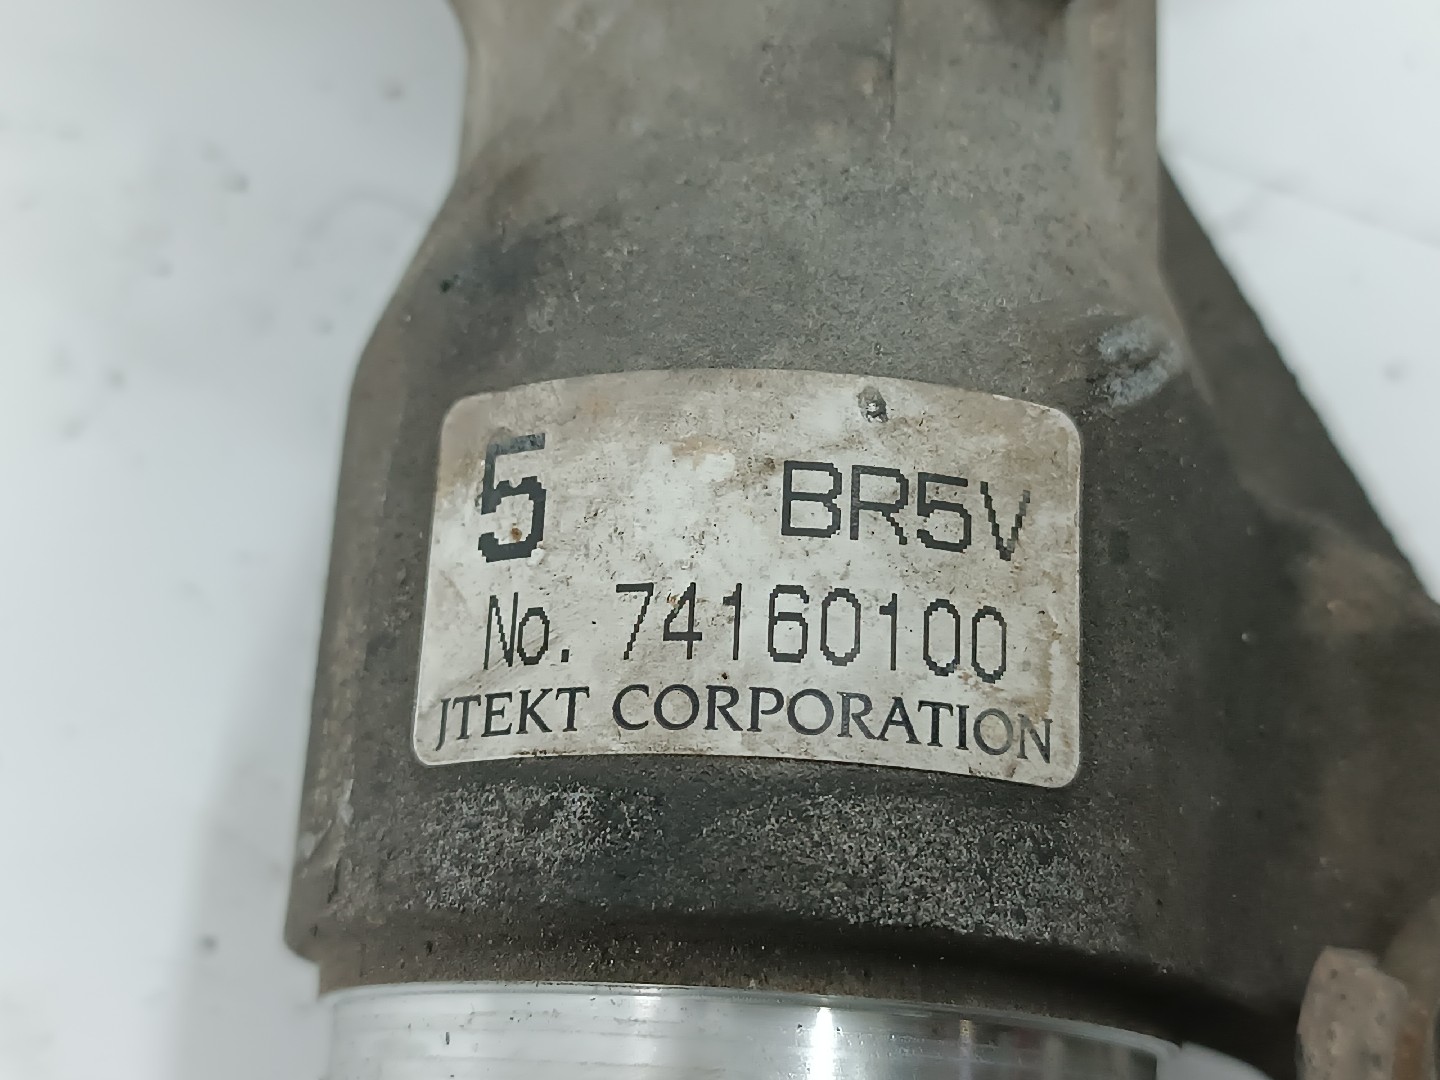 5 BR5V
No. 74160100
JTEKT CORPORATION